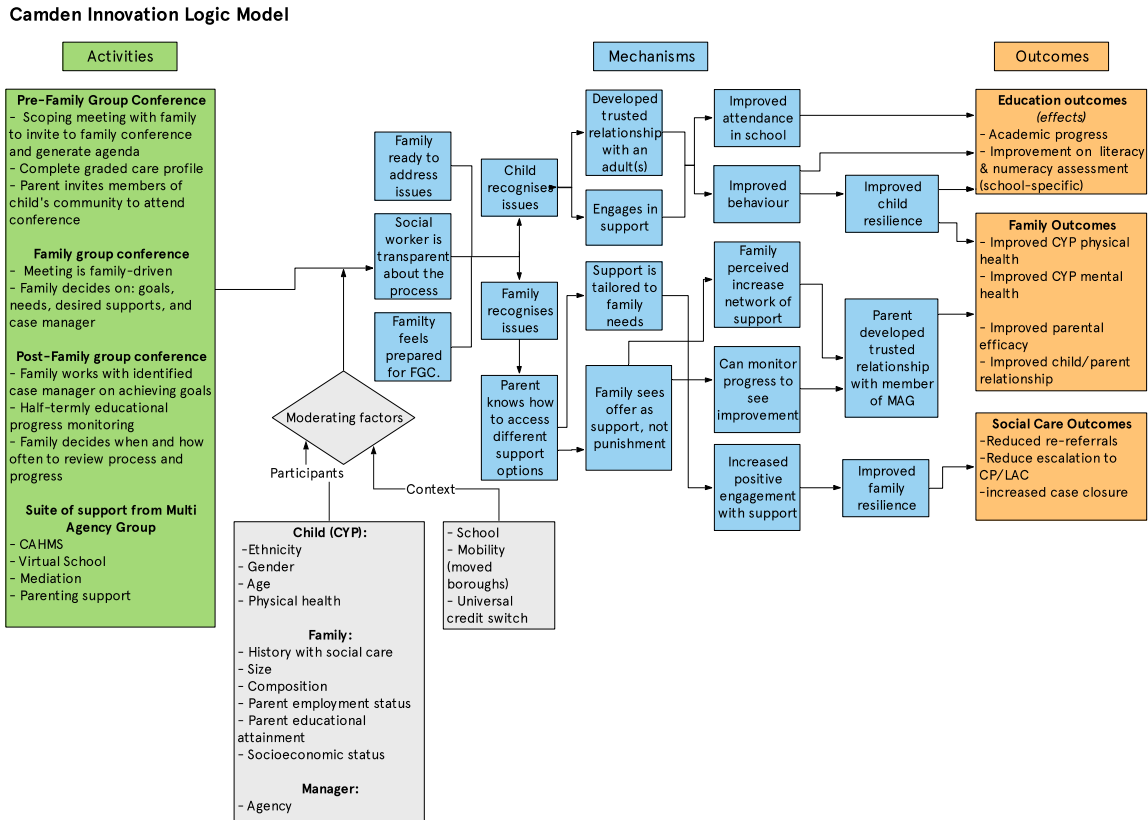 Camden Innovation Logic Model
Activities
Mechanisms
Outcomes
Pre-Family Group Conference
- Scoping meeting with family
to invite to family conference
and generate agenda
- Complete graded care profile
- Parent invites members of
child's community to attend
conference
Family group conference
- Meeting is family-driven
- Family decides on: goals,
needs, desired supports, and
case manager
Post-Family group conference
- Family works with identified
case manager on achieving goals
- Half-termly educational
progress monitoring
- Family decides when and how
often to review process and
progress
Suite of support from Multi
Agency Group
- CAHMS
- Virtual School
- Mediation
- Parenting support
Moderating factors
Participants
Context
Child (CYP):
-Ethnicity
- Gender
- Age
- Physical health
Family:
- History with social care
- Size
- Composition
- Parent employment status
- Parent educational
attainment
- Socioeconomic status
Manager:
- Agency
- School
- Mobility
(moved
boroughs)
- Universal
credit switch
Family
ready to
address
issues
Social
worker is
transparent
about the
process
Familty
feels
prepared
for FGC.
Child
recognises
issues
Family
recognises
issues
Parent
knows how
to access
different
support
options
Developed
trusted
relationship
with an
adult(s)
Engages in
support
Support is
tailored to
family
needs
Family sees
offer as
support, not
punishment
Improved
attendance
in school
Improved
behaviour
Family
perceived
increase
network of
support
Can monitor
progress to
see
improvement
Increased
positive
engagement
with support
Improved
child
resilience
Parent
developed
trusted
relationship
with member
of MAG
Improved
family
resilience
Education outcomes
(effects)
- Academic progress
- Improvement on literacy
& numeracy assessment
(school-specific)
Family Outcomes
- Improved CYP physical
health
- Improved CYP mental
health
- Improved parental
efficacy
- Improved child/parent
relationship
Social Care Outcomes
-Reduced re-referrals
- Reduce escalation to
CP/LAC
-increased case closure